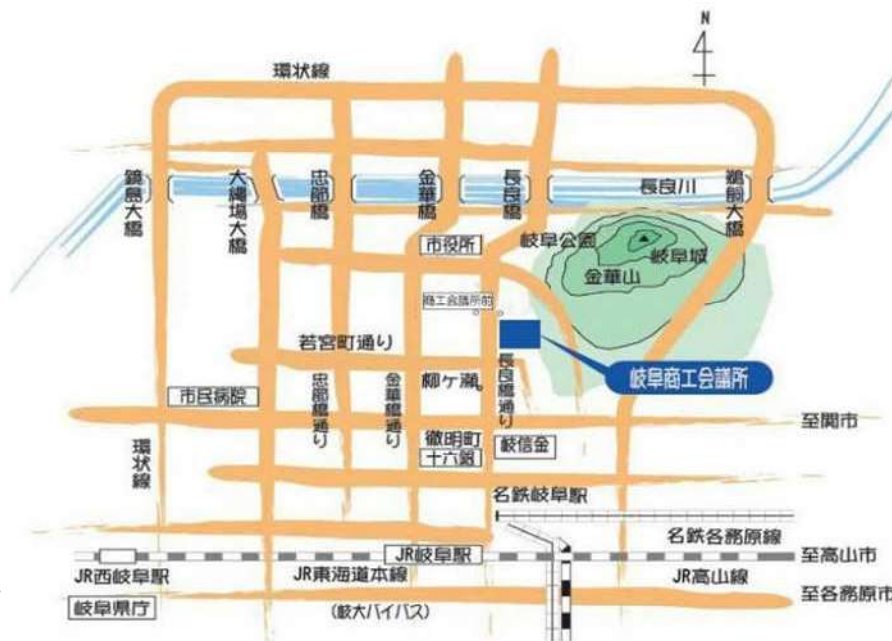 N
環状線
鏡島大橋
大縄場大橋
忠節橋
金華橋
長良橋
長良川
鵜飼大橋
市役所
岐阜公園
岐阜城
金華山
商工会議所前
若宮町通り
岐阜商工会議所
柳ヶ瀬
長良橋通り
市民病院
忠節橋通り
金華橋通り
至関市
環状線
徹明町
十六銀
岐信金
名鉄岐阜駅
名鉄各務原線
JR岐阜駅
至高山市
JR西岐阜駅
JR東海道本線
JR高山線
岐阜県庁
(岐大バイパス)
至各務原市